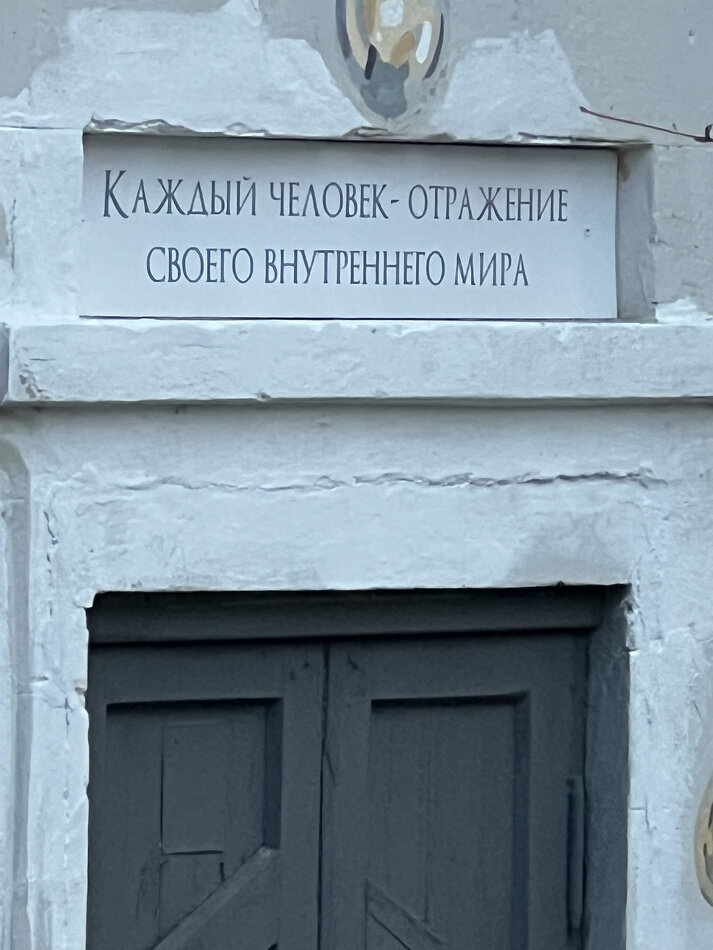 Каждый человек- отражение
своего внутреннего мира